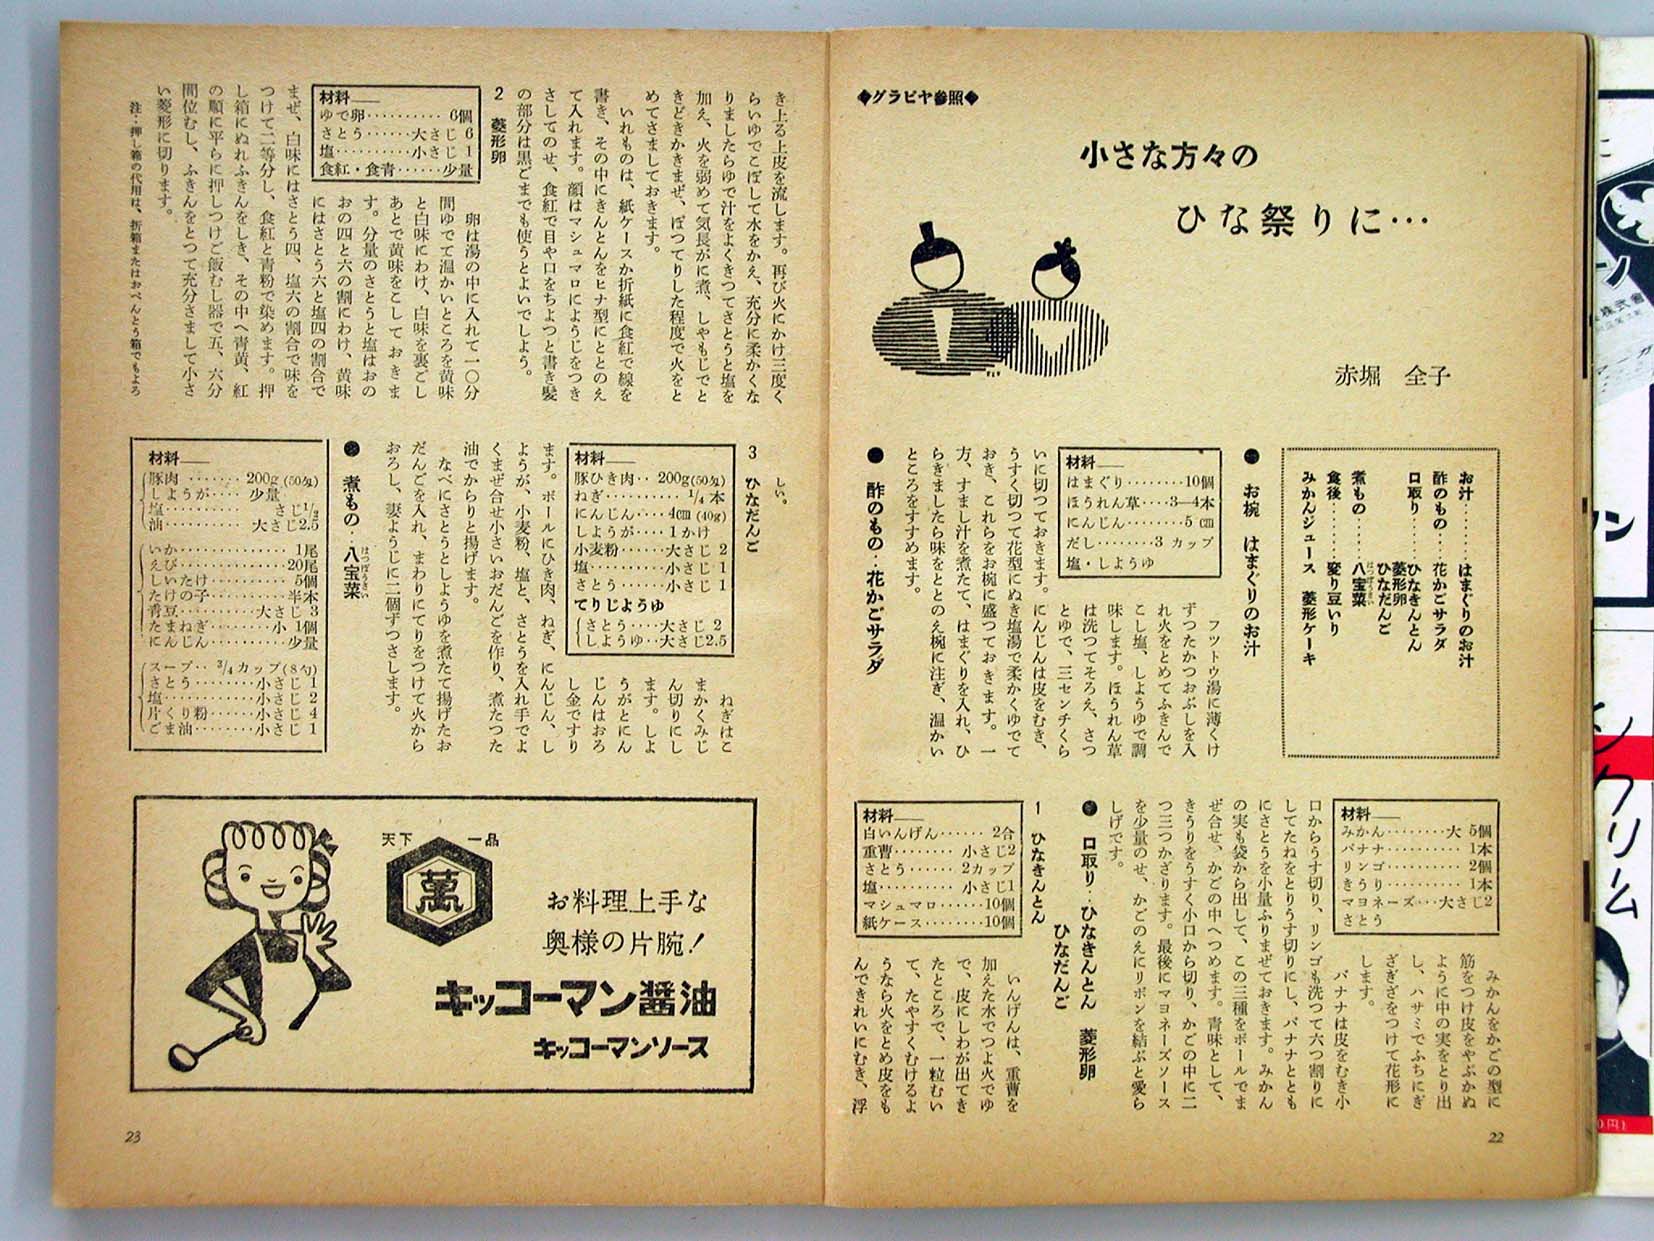 ◆グラビヤ参照◆
小さな方々の
ひな祭りに…
赤堀　全子
お汁………はまぐりのお汁
酢のもの…花かごサラダ
口取り……ひなきんとん
菱形卵
ひなだんご
煮もの……八宝菜
はつぽうさい
食後………変り豆いり
みかんジュース　菱形ケーキ
● お椀　はまぐりのお汁
材料
はまぐり………10個
ほうれん草…3—4本
にんじん………5cm
だし………3 カップ
塩・しようゆ
フツトウ湯に薄くけ
ずつたかつおぶしを入
れ火をとめてふきんで
こし塩、しようゆで調
味します。ほうれん草
は洗つてそろえ、さつ
とゆで、三センチくら
いに切つておきます。にんじんは皮をむき、
うすく切つて花型にぬき塩湯で柔かくゆでて
おき、これらをお椀に盛つておきます。一
方、すまし汁を煮たて、はまぐりを入れ、ひ
らきましたら味をととのえ椀に注ぎ、温かい
ところをすすめます。
● 酢のもの‥花かごサラダ
材料
みかん………大 5個
バナナ…………1本
リンゴ…………2個
きうり…………1本
マヨネーズ…大さじ2
さとう
みかんをかごの型に
筋をつけ皮をやぶかぬ
ように中の実をとり出
し、ハサミでふちにぎ
ざぎざをつけて花形に
します。
バナナは皮をむき小
口からうす切り、リンゴも洗つて六つ割りに
してたねをとりうす切りにし、バナナととも
にさとうを小量ふりまぜておきます。みかん
の実も袋から出して、この三種をボールでま
ぜ合せ、かごの中へつめます。青味として、
きうりをうすく小口から切り、かごの中に二
つ三つかざります。最後にマヨネーズソース
を少量のせ、かごのえにリボンを結ぶと愛ら
しげです。
● 口取り‥ひなきんとん　菱形卵
ひなだんご
1　ひなきんとん
材料
白いんげん……2合
重曹………小さじ2
さとう……2カップ
塩…………小さじ1
マシュマロ……10個
紙ケース………10個
いんげんは、重曹を
加えた水でつよ火でゆ
で、皮にしわが出てき
たところで、一粒むい
て、たやすくむけるよ
うなら火をとめ皮をも
んできれいにむき、浮
22
き上る上皮を流します。再び火にかけ三度く
らいゆでこぼして水をかえ、充分に柔かくな
りましたらゆで汁をよくきつてさとうと塩を
加え、火を弱めて気長がに煮、しやもじでと
きどきかきまぜ、ぽつてりした程度で火をと
めてさましておきます。
いれものは、紙ケースか折紙に食紅で線を
書き、その中にきんとんをヒナ型にととのえ
て入れます。顔はマシュマロにようじをつき
さしてのせ、食紅で目や口をちよつと書き髪
の部分は黒ごまでも使うとよいでしよう。
2　菱形卵
材料
ゆで卵…………6個
さとう……大さじ6
塩…………小さじ1
食紅・食青……少量
卵は湯の中に入れて一〇分
間ゆでて温かいところを黄味
と白味にわけ、白味を裏ごし
あとで黄味をこしておきま
す。分量のさとうと塩はおの
おの四と六の割にわけ、黄味
にはさとう六と塩四の割合で
まぜ、白味にはさとう四、塩六の割合で味を
つけて二等分し、食紅と青粉で染めます。押
し箱にぬれふきんをしき、その中へ青黄、紅
の順に平らに押しつけご飯むし器で五、六分
間位むし、ふきんをとつて充分さまして小さ
い菱形に切ります。
注‥押し箱の代用は、折箱またはおべんとう箱でもよろ
しい。
3　ひなだんご
材料
豚ひき肉‥200g(50匁)
ねぎ…………1/4 本
にんじん……4cm(40g)
しようが……1かけ
小麦粉……大さじ 2
塩…………小さじ 1
さとう……小さじ 1
てりじようゆ
さとう……大さじ 2
しようゆ‥大さじ2.5
ねぎはこ
まかくみじ
ん切りにし
ます。しよ
うがとにん
じんはおろ
し金ですり
ます。ボールにひき肉、ねぎ、にんじん、し
ようが、小麦粉、塩と、さとうを入れ手でよ
くまぜ合せ小さいおだんごを作り、煮たつた
油でからりと揚げます。
なべにさとうとしようゆを煮たて揚げたお
だんごを入れ、まわりにてりをつけて火から
おろし、妻ようじに二個ずつさします。
● 煮もの‥八宝菜
はつぽうさい
材料
豚肉‥‥200g(50匁)
しようが‥ 少量
塩…………さじ1/2
油………大さじ2.5
いか……………1尾
えび…………20尾
しいたけ………5個
たけの子……半本
青豆……大さじ 3
たまねぎ…小 1個
にんじん……少量
スープ‥3/4カップ(8勺)
さとう……小さじ 1
塩…………小さじ 2
片くり粉…小さじ 4
ごま油……小さじ 1
天下一品
萬
お料理上手な
奥様の片腕！
キッコーマン醤油
キッコーマンソース
23